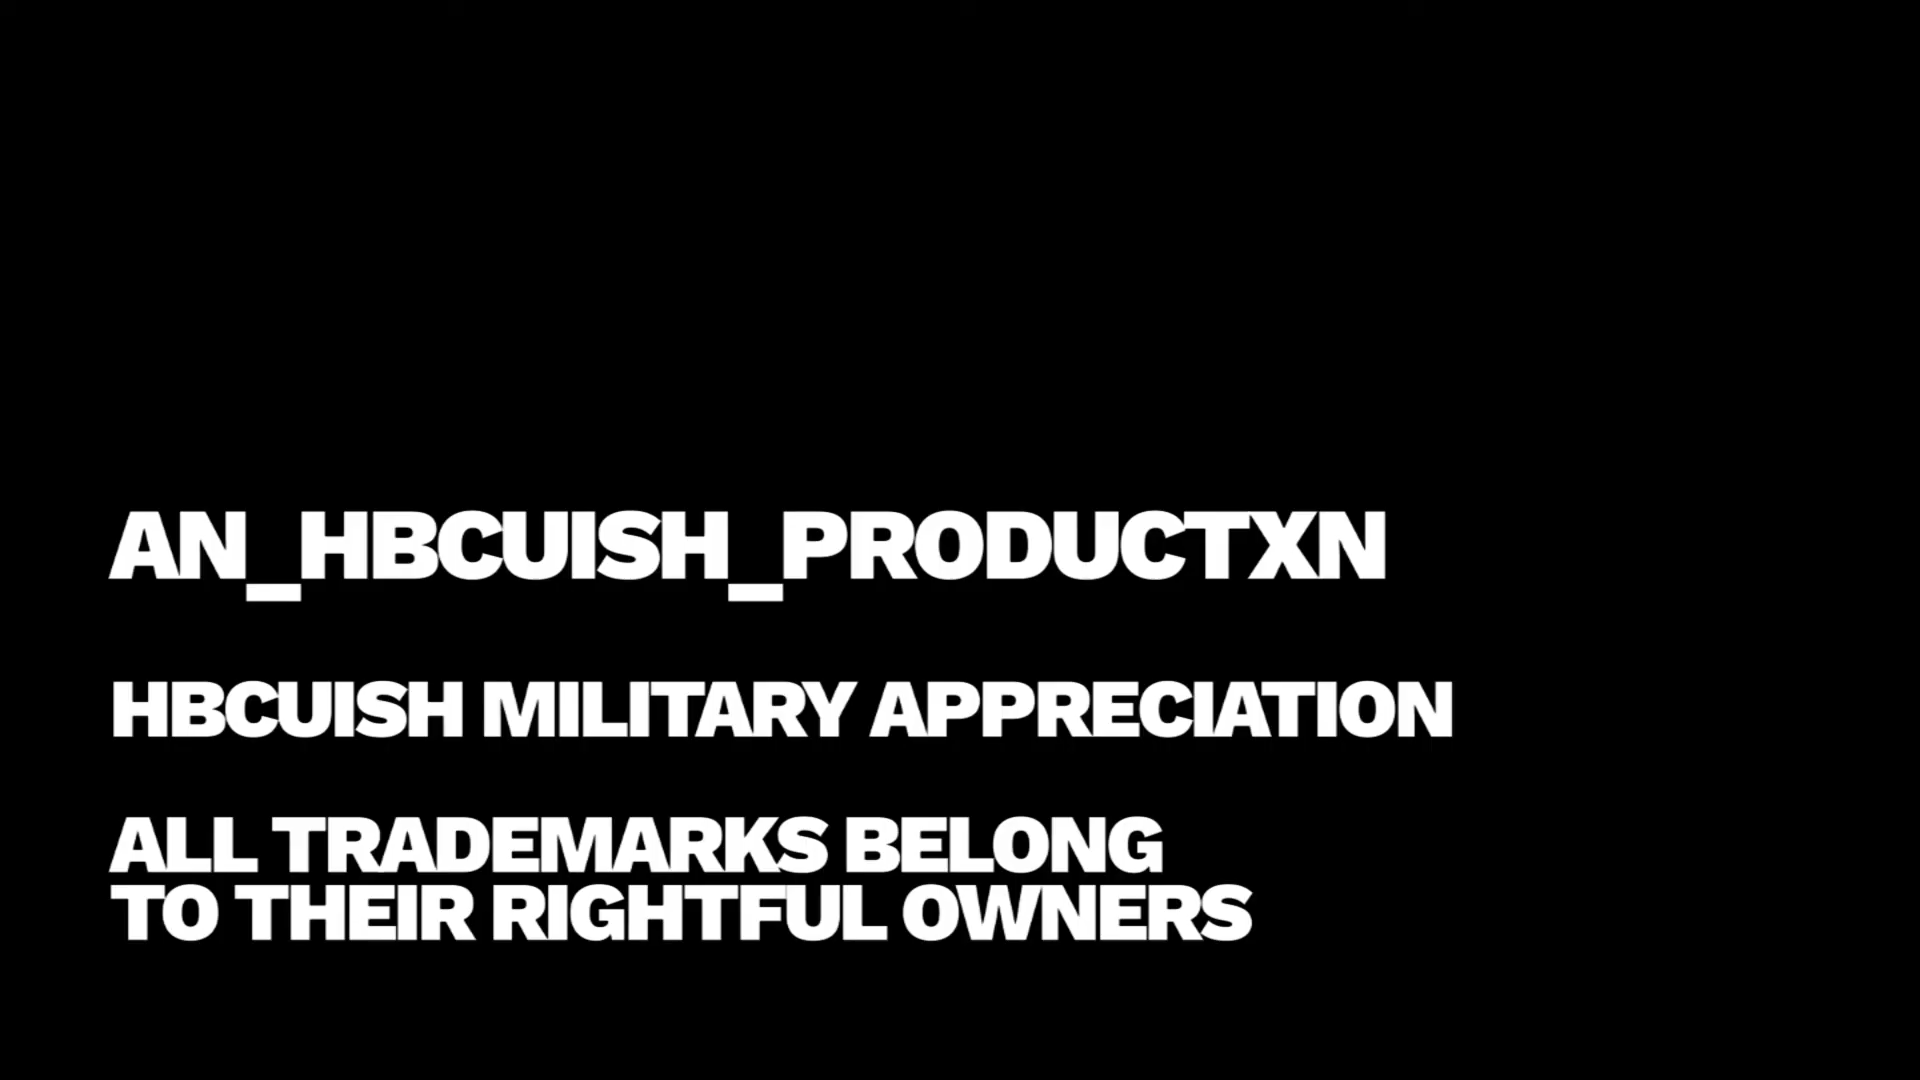 AN_HBCUISH_PRODUCTXN
HBCUISH MILITARY APPRECIATION
ALL TRADEMARKS BELONG
TO THEIR RIGHTFUL OWNERS